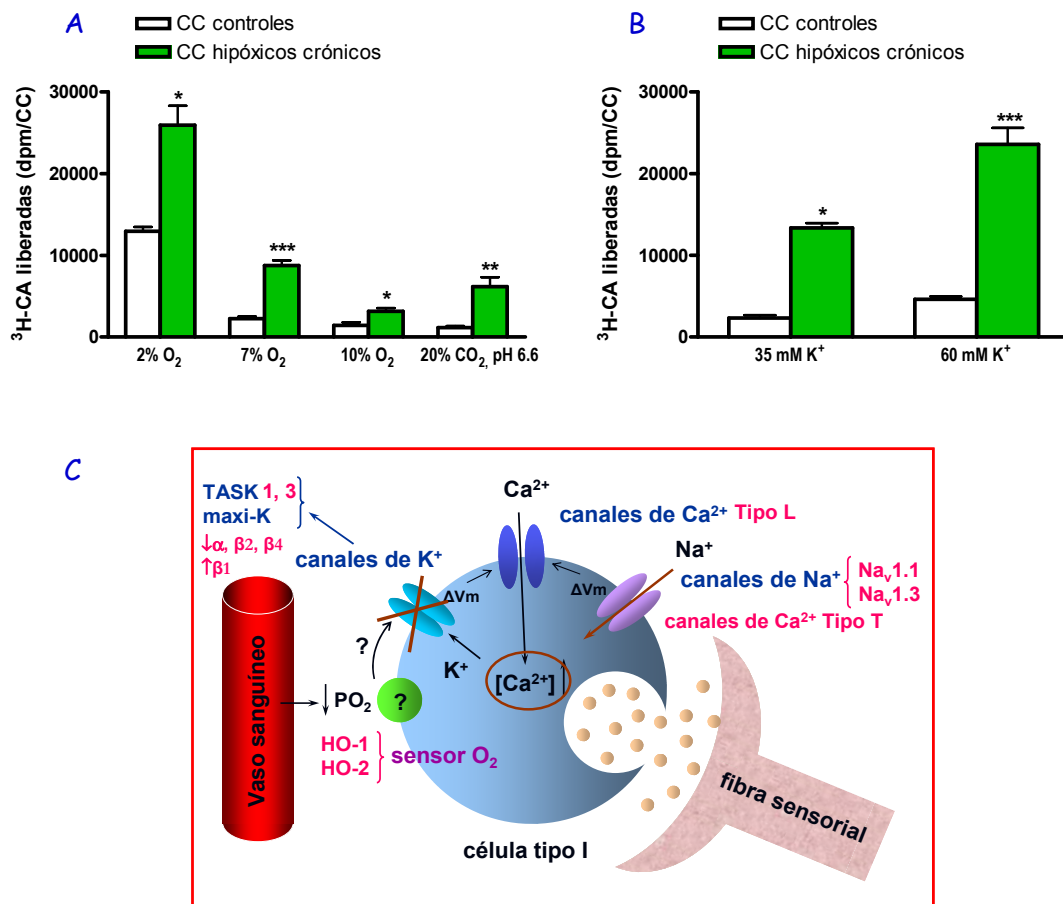 A
CC controles
CC hipóxicos crónicos
³H-CA liberadas (dpm/CC)
30000
20000
10000
0
*
***
*
**
2% O₂
7% O₂
10% O₂
20% CO₂, pH 6.6
B
CC controles
CC hipóxicos crónicos
³H-CA liberadas (dpm/CC)
30000
20000
10000
0
*
***
35 mM K⁺
60 mM K⁺
C
TASK 1, 3
maxi-K
↓α, β2, β4
↑β1
canales de K⁺
Ca²⁺
canales de Ca²⁺ Tipo L
Na⁺
canales de Na⁺
Naᵥ1.1
Naᵥ1.3
canales de Ca²⁺ Tipo T
ΔVm
ΔVm
?
K⁺
[Ca²⁺]
Vaso sanguíneo
↓ PO₂
?
HO-1
HO-2
sensor O₂
célula tipo I
fibra sensorial